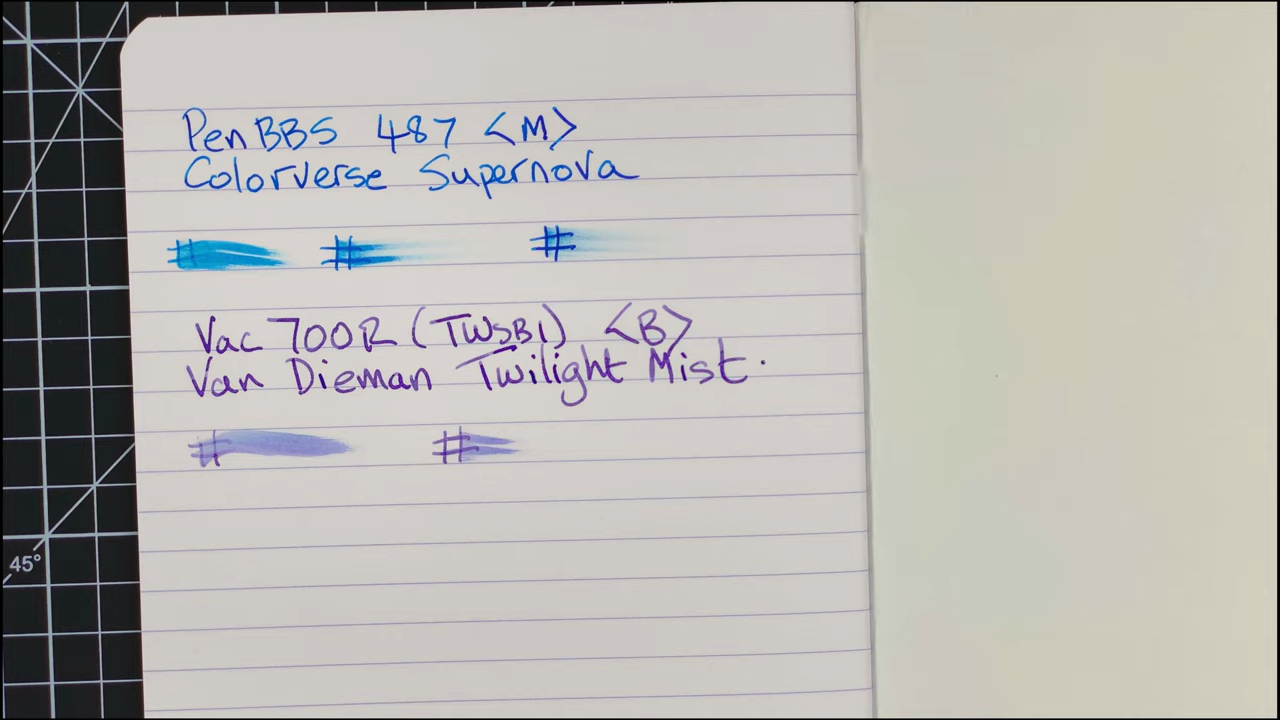 PenBBS 487 <M>
Colorverse Supernova
# # #
Vac 700R (TWSBI) <B>
Van Dieman Twilight Mist.
# #
45°